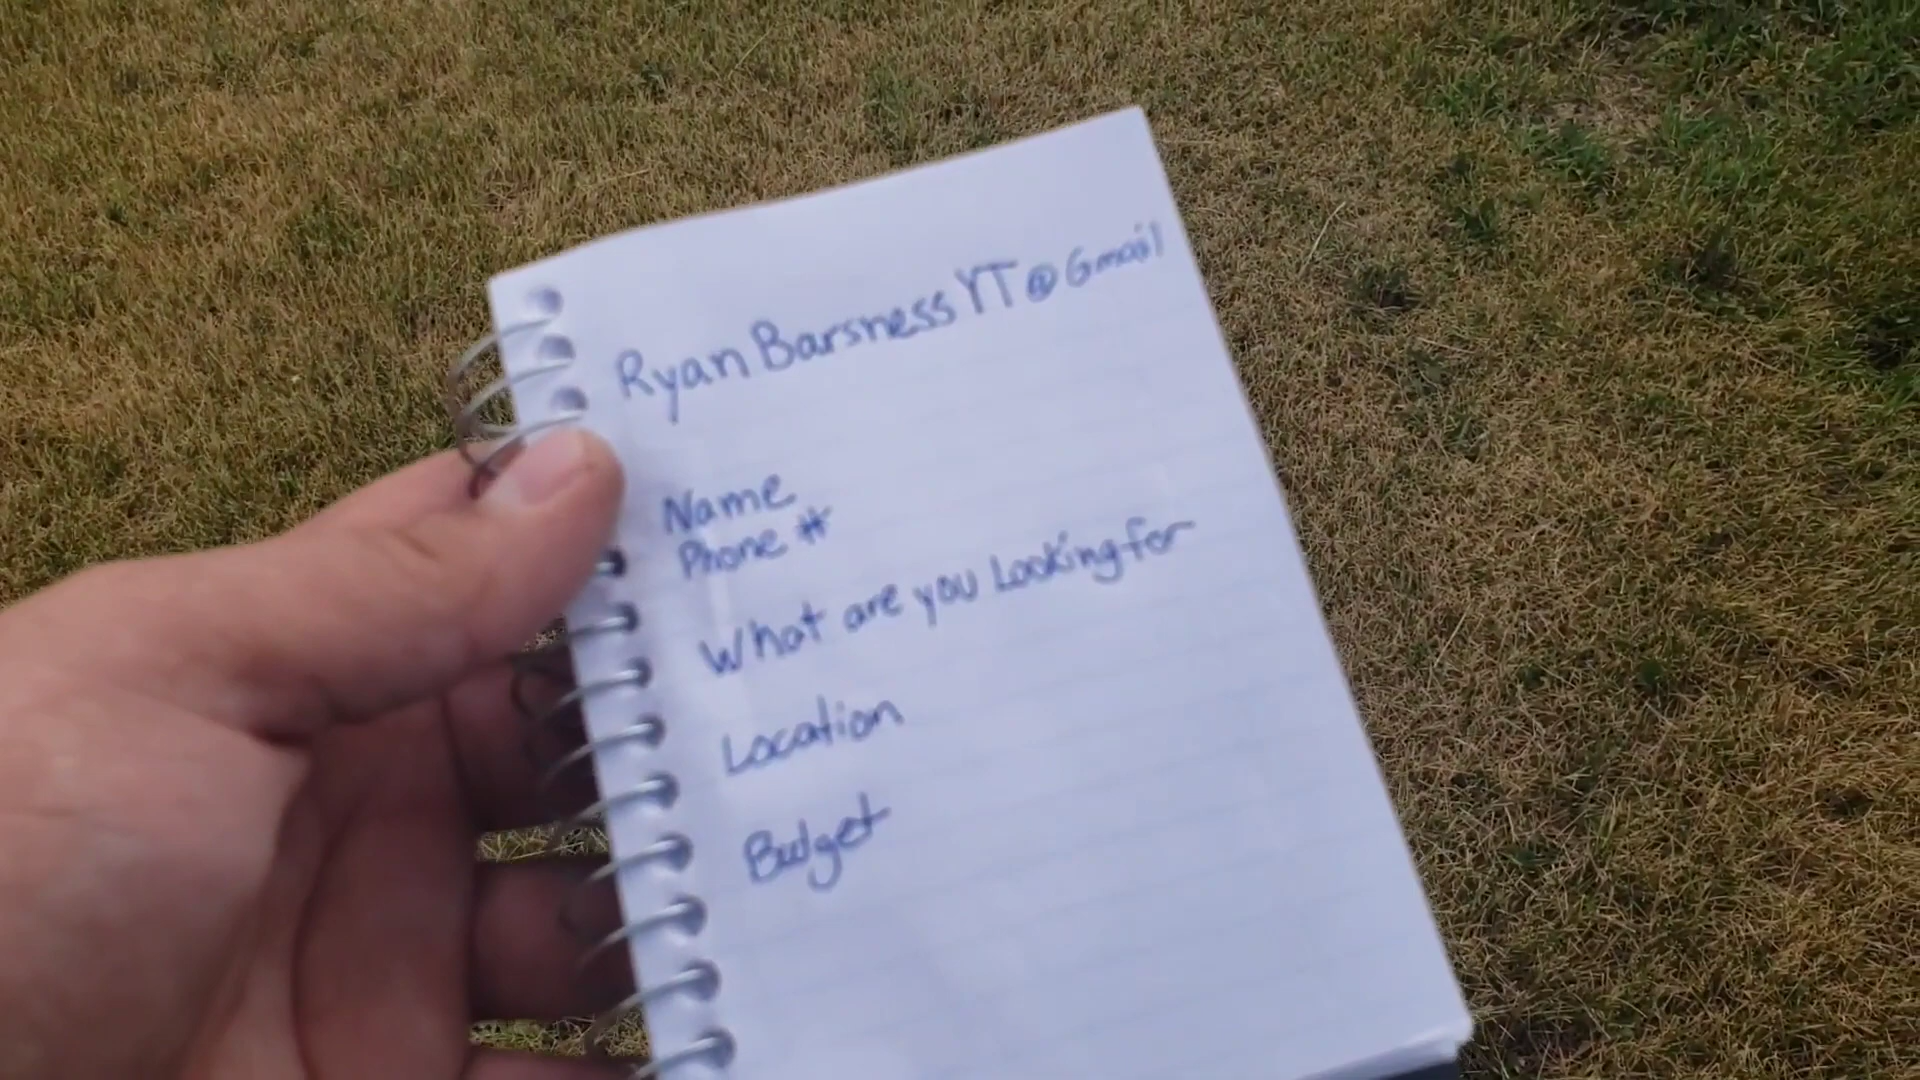 RyanBarsnessYT@Gmail
Name
Phone #
What are you Looking for
Location
Budget